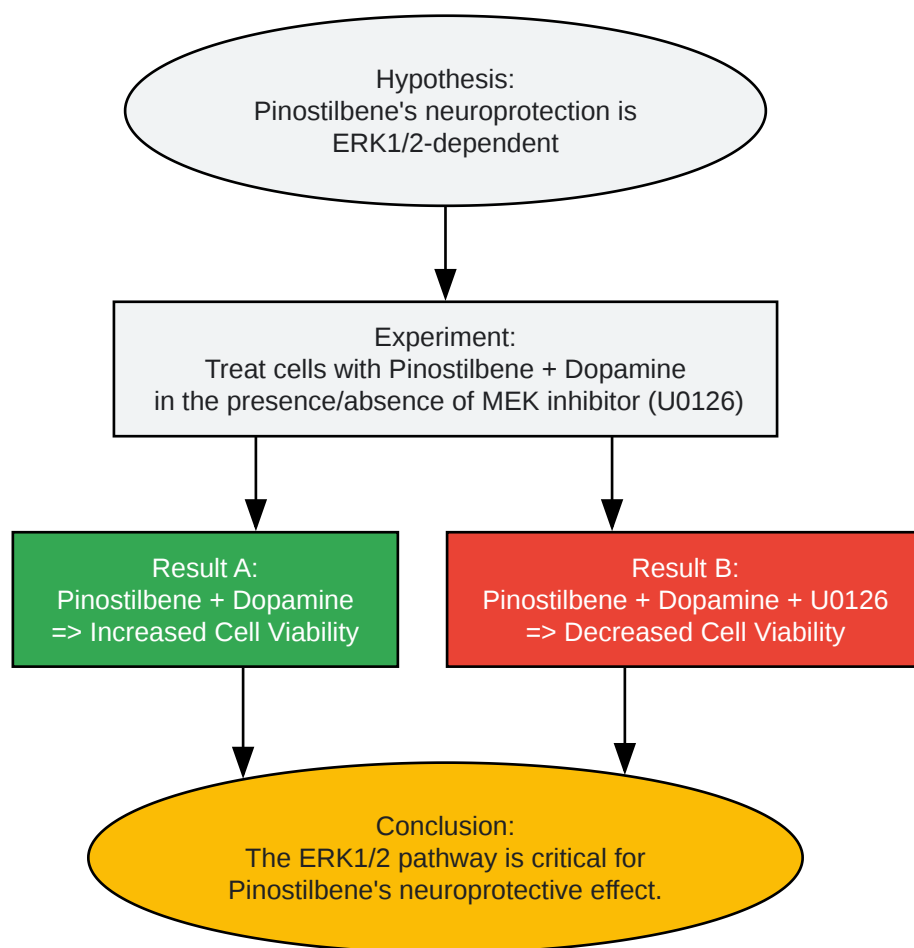 Hypothesis:
Pinostilbene's neuroprotection is
ERK1/2-dependent
Experiment:
Treat cells with Pinostilbene + Dopamine
in the presence/absence of MEK inhibitor (U0126)
Result A:
Pinostilbene + Dopamine
=> Increased Cell Viability
Result B:
Pinostilbene + Dopamine + U0126
=> Decreased Cell Viability
Conclusion:
The ERK1/2 pathway is critical for
Pinostilbene's neuroprotective effect.